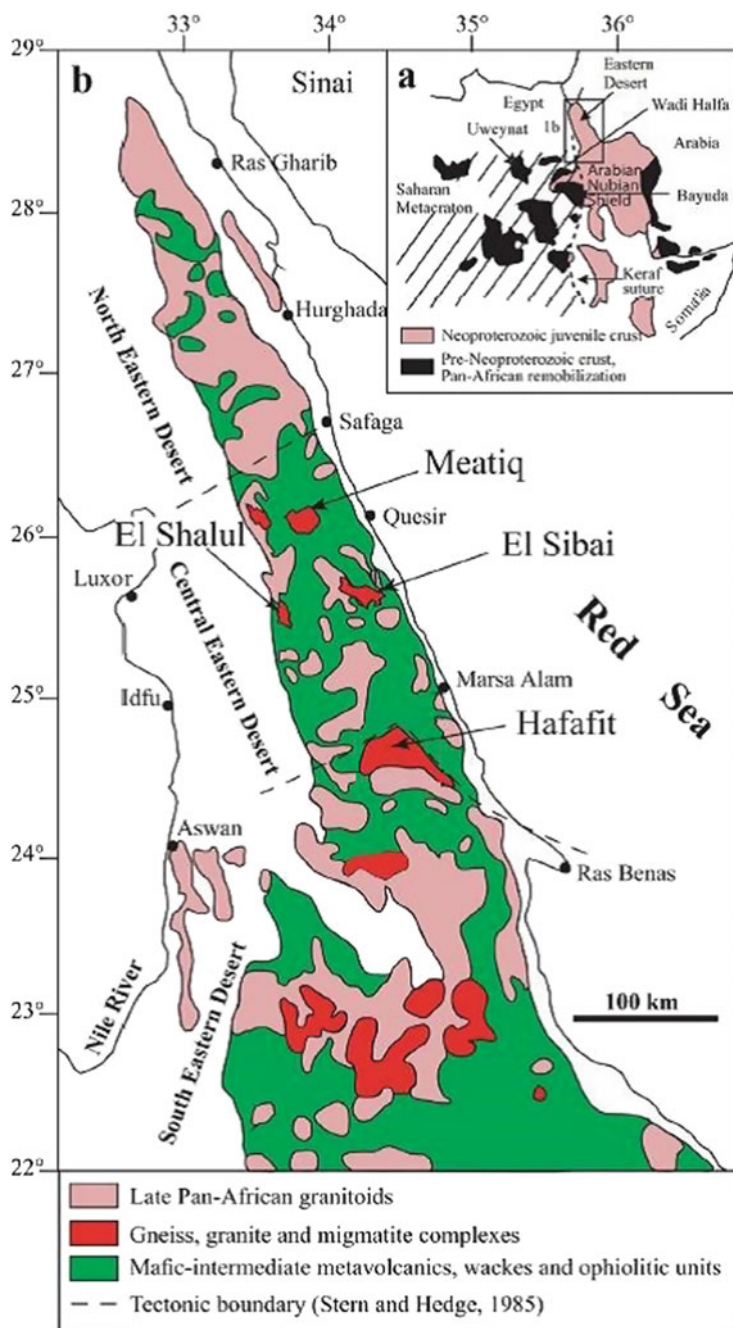 33°
34°
35°
36°
29°
28°
27°
26°
25°
24°
23°
22°
b
Sinai
Ras Gharib
Hurghada
North Eastern Desert
Safaga
Meatiq
Quesir
El Shalul
El Sibai
Luxor
Central Eastern Desert
Red Sea
Idfu
Marsa Alam
Hafafit
Aswan
Ras Benas
Nile River
South Eastern Desert
100 km
a
Eastern
Desert
Egypt
1b
Wadi Halfa
Uweynat
Arabia
Saharan
Metacraton
Arabian
Nubian
Shield
Bayuda
Keraf
suture
Somalia
Neoproterozoic juvenile crust
Pre-Neoproterozoic crust,
Pan-African remobilization
Late Pan-African granitoids
Gneiss, granite and migmatite complexes
Mafic-intermediate metavolcanics, wackes and ophiolitic units
Tectonic boundary (Stern and Hedge, 1985)